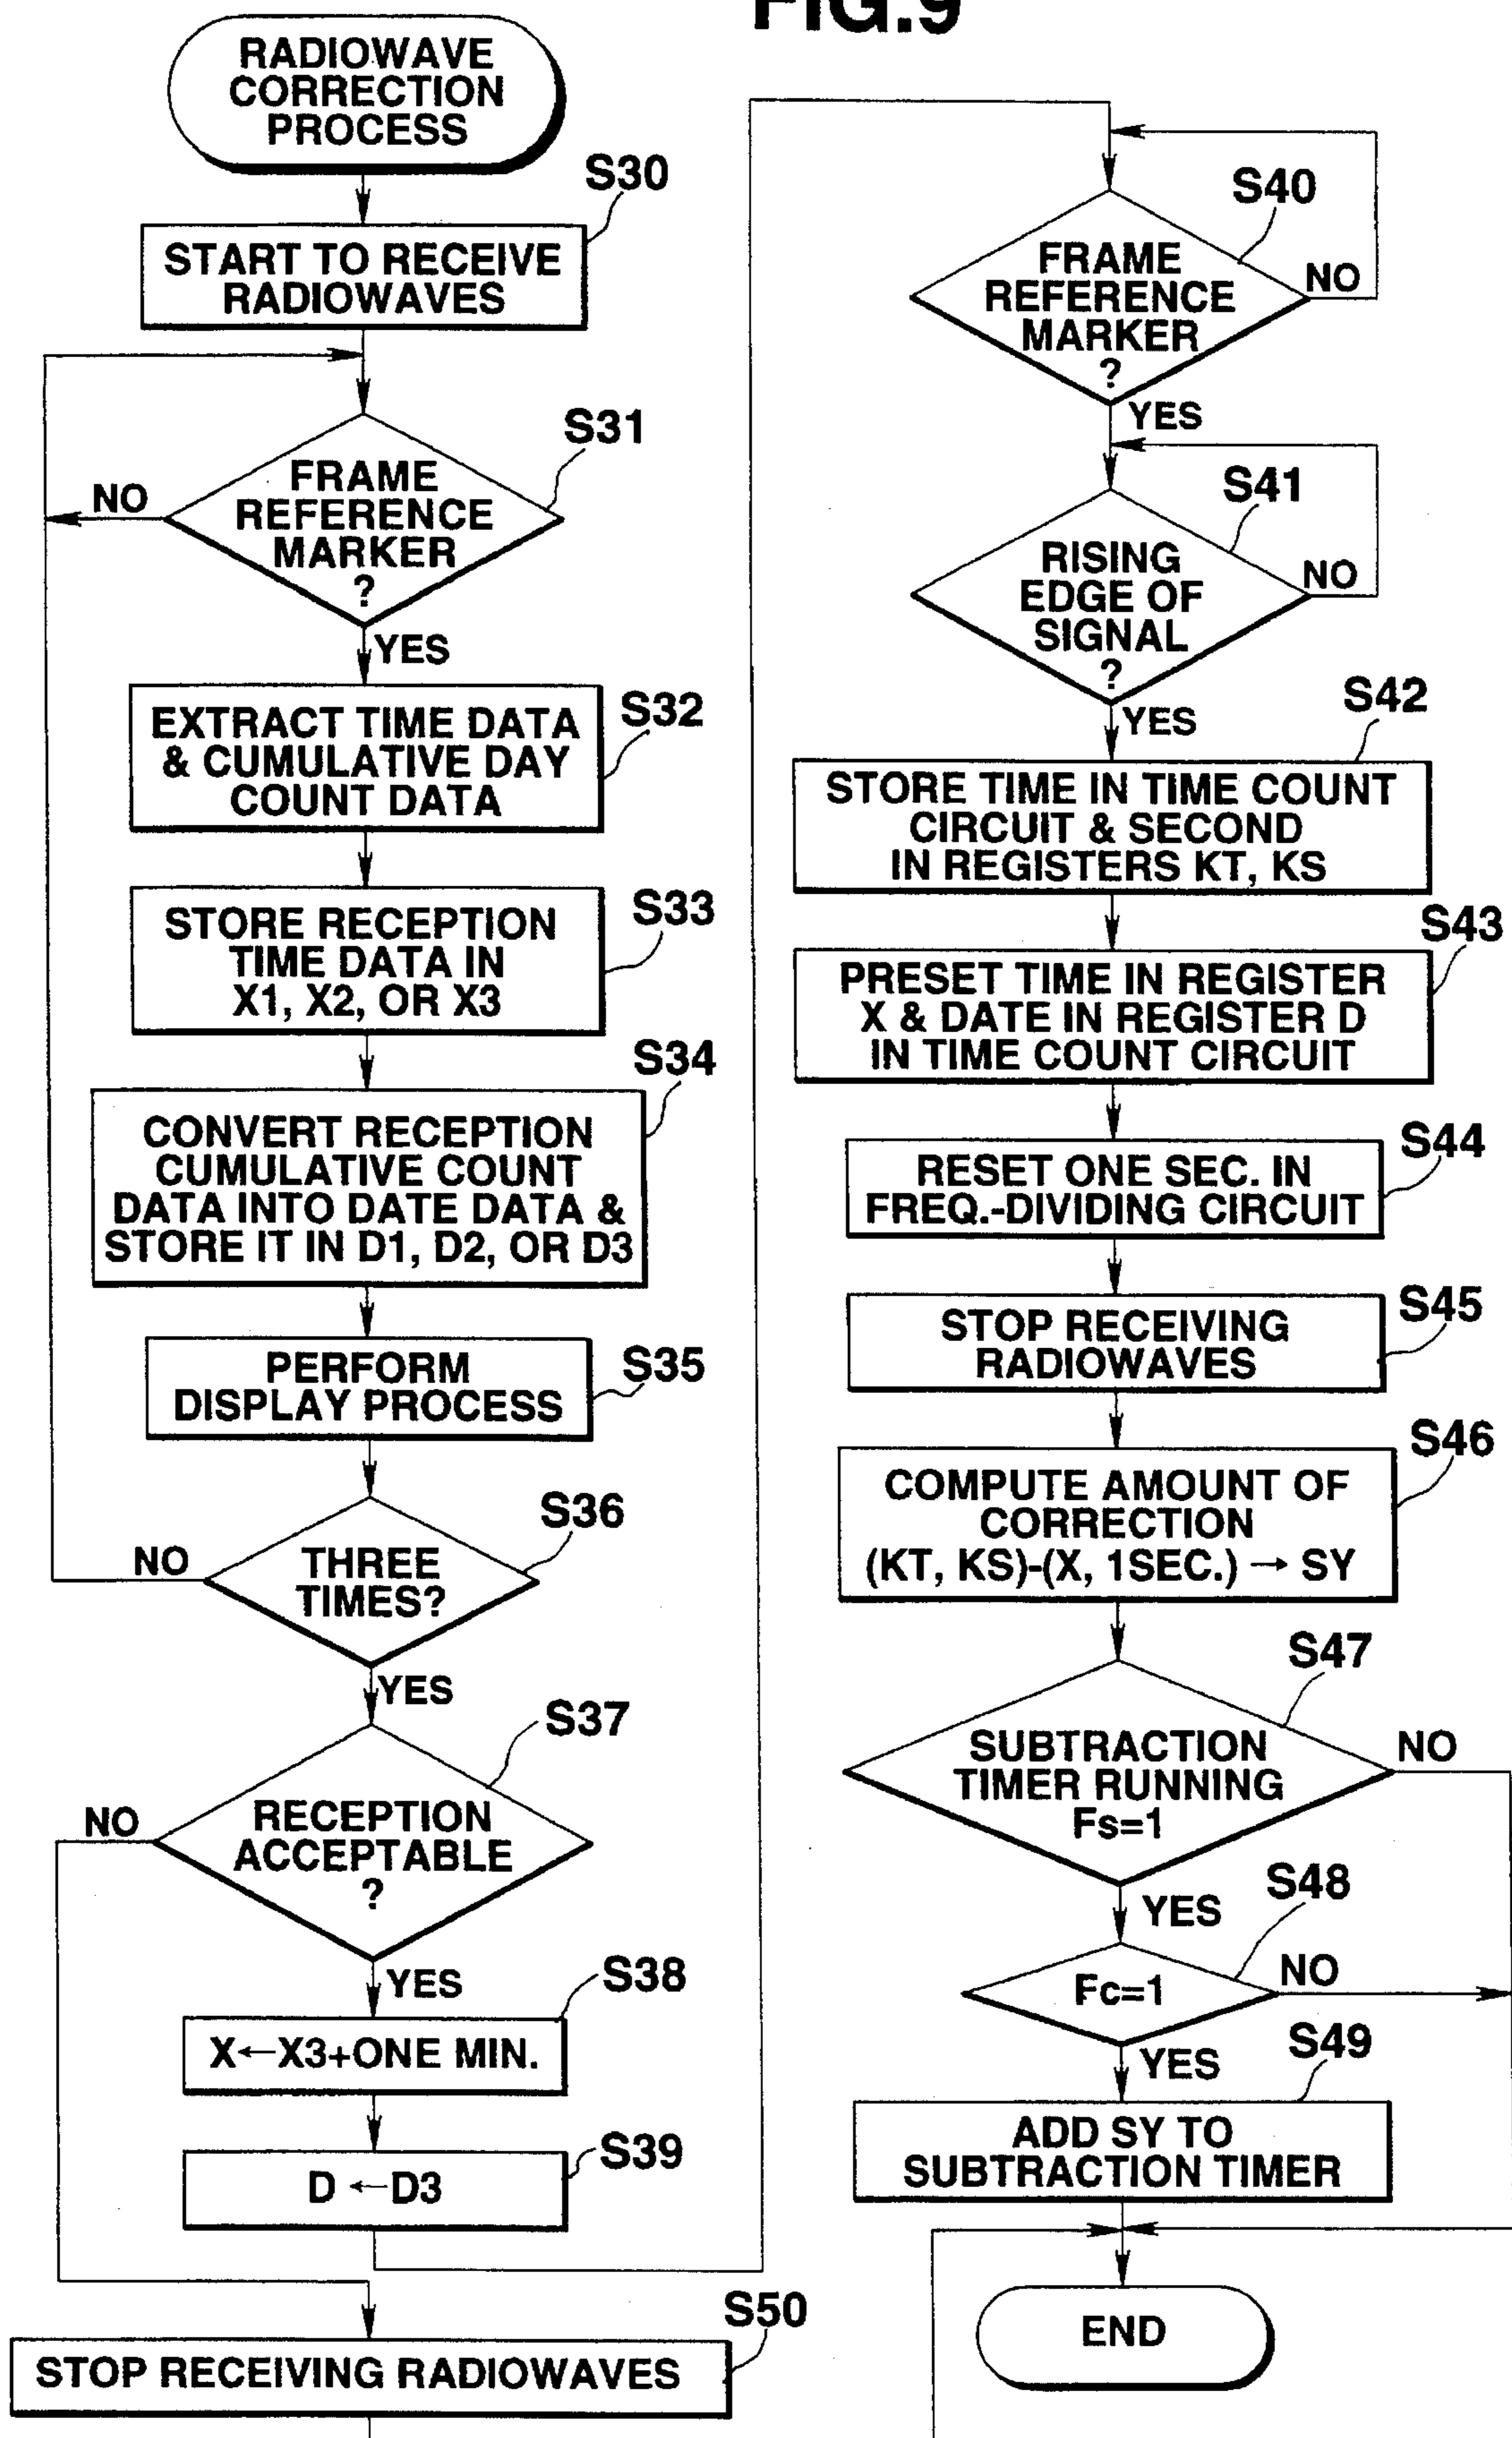 FIG.9
RADIOWAVE
CORRECTION
PROCESS
S30
START TO RECEIVE
RADIOWAVES
S31
FRAME
REFERENCE
MARKER
?
NO
YES
S32
EXTRACT TIME DATA
& CUMULATIVE DAY
COUNT DATA
S33
STORE RECEPTION
TIME DATA IN
X1, X2, OR X3
S34
CONVERT RECEPTION
CUMULATIVE COUNT
DATA INTO DATE DATA &
STORE IT IN D1, D2, OR D3
S35
PERFORM
DISPLAY PROCESS
S36
THREE
TIMES?
NO
YES
S37
RECEPTION
ACCEPTABLE
?
NO
YES
S38
X←X3+ONE MIN.
S39
D ←D3
S50
STOP RECEIVING RADIOWAVES
S40
FRAME
REFERENCE
MARKER
?
NO
YES
S41
RISING
EDGE OF
SIGNAL
?
NO
YES
S42
STORE TIME IN TIME COUNT
CIRCUIT & SECOND
IN REGISTERS KT, KS
S43
PRESET TIME IN REGISTER
X & DATE IN REGISTER D
IN TIME COUNT CIRCUIT
S44
RESET ONE SEC. IN
FREQ.-DIVIDING CIRCUIT
S45
STOP RECEIVING
RADIOWAVES
S46
COMPUTE AMOUNT OF
CORRECTION
(KT, KS)-(X, 1SEC.) → SY
S47
SUBTRACTION
TIMER RUNNING
Fs=1
NO
YES
S48
Fc=1
NO
YES
S49
ADD SY TO
SUBTRACTION TIMER
END